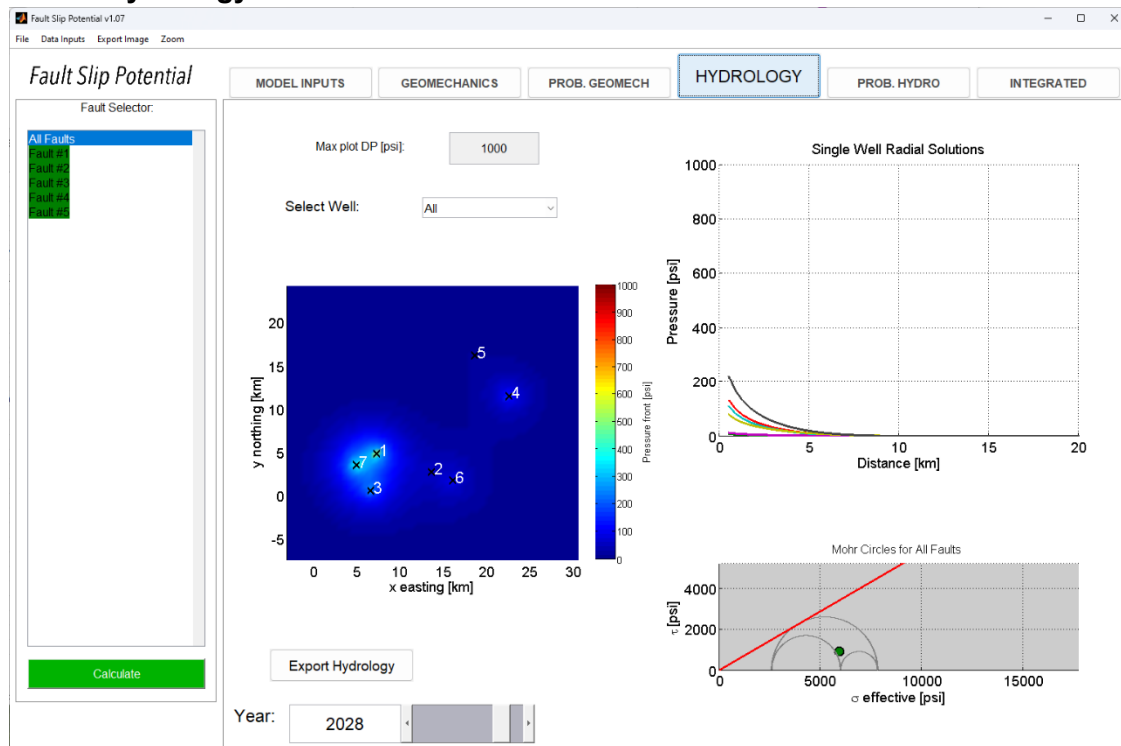 Fault Slip Potential v1.07
File Data Inputs Export Image Zoom
Fault Slip Potential
MODEL INPUTS GEOMECHANICS PROB. GEOMECH HYDROLOGY PROB. HYDRO INTEGRATED
Fault Selector:
All Faults
Fault #1
Fault #2
Fault #3
Fault #4
Fault #5
Calculate
Max plot DP [psi]: 1000
Select Well: All
20
15
10
5
0
-5
y northing [km]
0 5 10 15 20 25 30
x easting [km]
5
4
1
7
2
6
3
1000
900
800
700
600
500
400
300
200
100
0
Pressure front [psi]
Export Hydrology
Year: 2028
Single Well Radial Solutions
1000
800
600
400
200
0
Pressure [psi]
0 5 10 15 20
Distance [km]
Mohr Circles for All Faults
4000
2000
0
τ [psi]
0 5000 10000 15000
σ effective [psi]